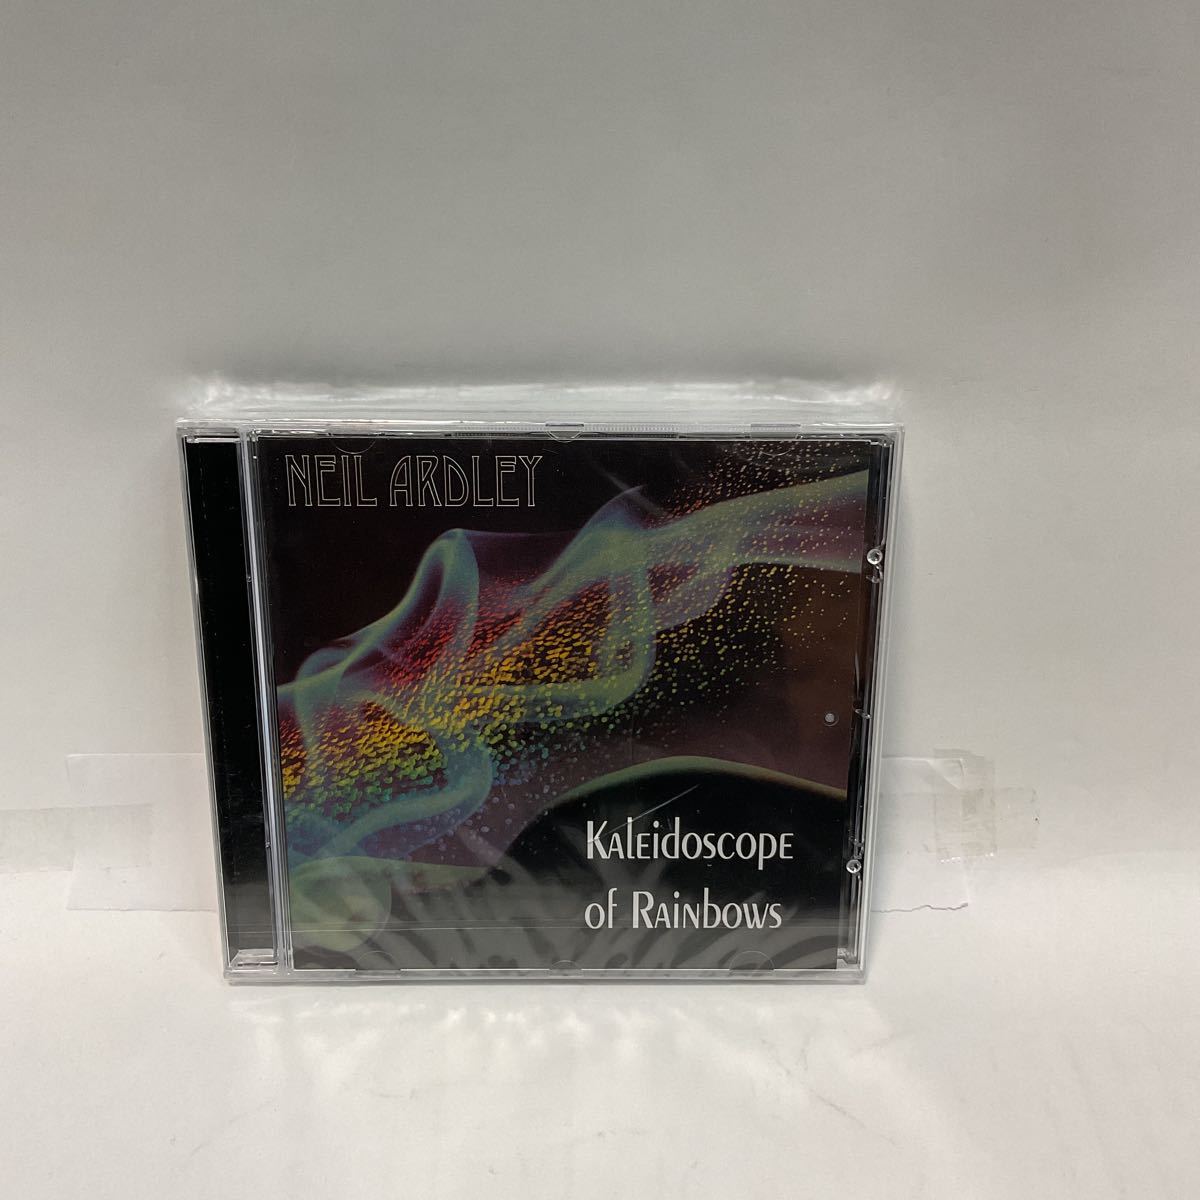 NEIL ARDLEY
Kaleidoscope
of Rainbows